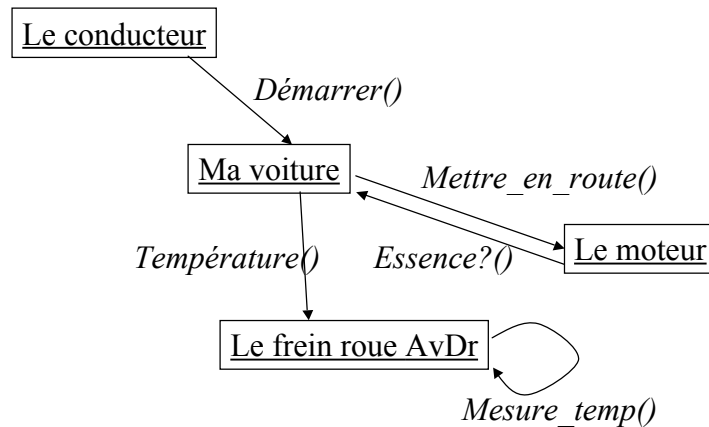 Le conducteur
Démarrer()
Ma voiture
Mettre_en_route()
Température()
Essence?()
Le moteur
Le frein roue AvDr
Mesure_temp()